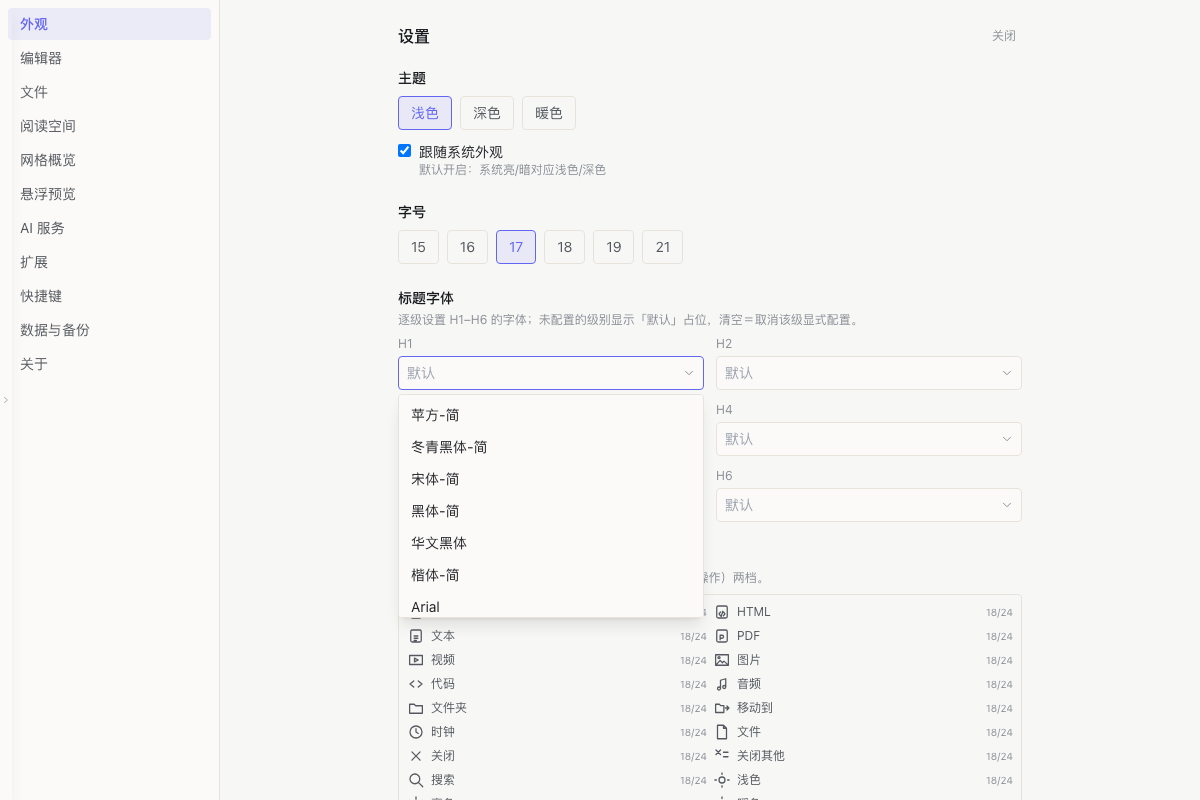 外观
编辑器
文件
阅读空间
网格概览
悬浮预览
AI 服务
扩展
快捷键
数据与备份
关于
设置
关闭
主题
浅色
深色
暖色
跟随系统外观
默认开启：系统亮/暗对应浅色/深色
字号
15
16
17
18
19
21
标题字体
逐级设置 H1–H6 的字体；未配置的级别显示「默认」占位，清空＝取消该级显式配置。
H1
H2
默认
默认
苹方-简
冬青黑体-简
宋体-简
黑体-简
华文黑体
楷体-简
Arial
H4
默认
H6
默认
操作）两档。
HTML
18/24
文本
18/24
PDF
18/24
视频
18/24
图片
18/24
代码
18/24
音频
18/24
文件夹
18/24
移动到
18/24
时钟
18/24
文件
18/24
关闭
18/24
关闭其他
18/24
搜索
18/24
浅色
18/24